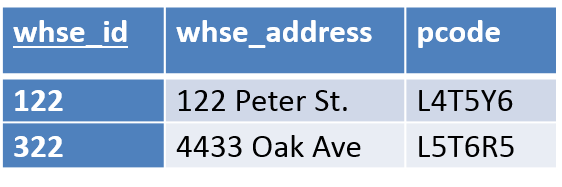 whse_id whse_address pcode
122 122 Peter St. L4T5Y6
322 4433 Oak Ave L5T6R5